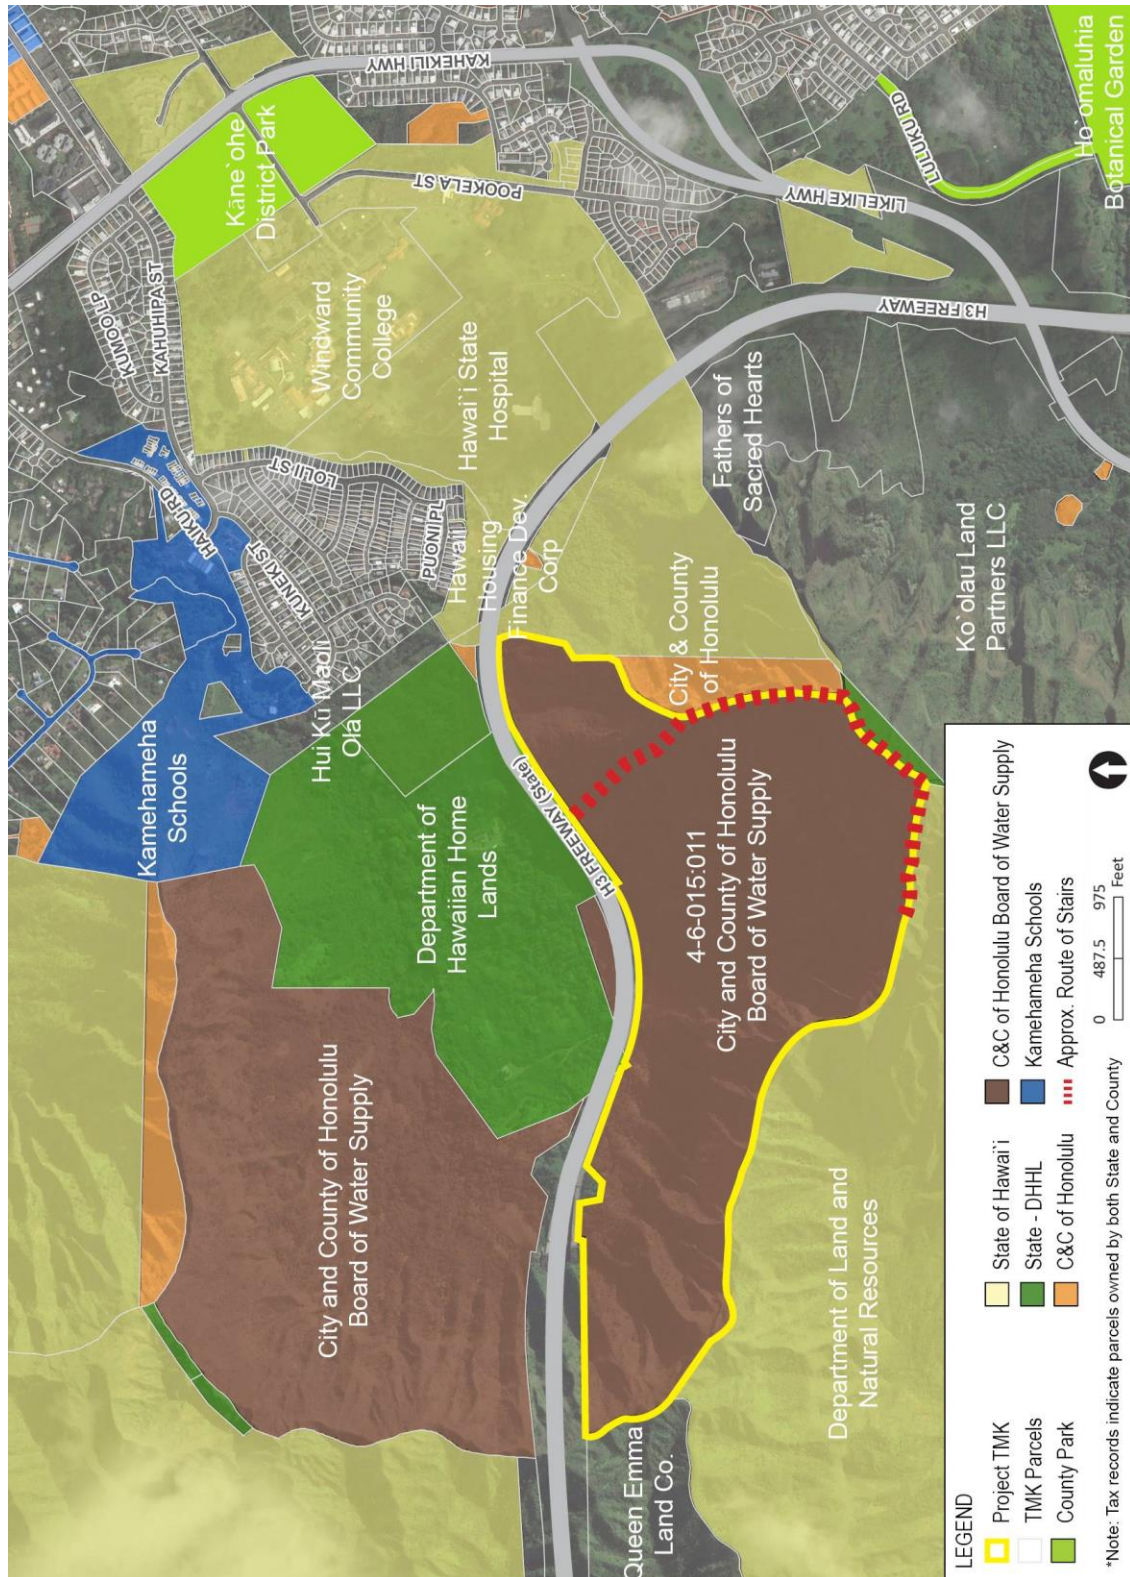 KAHEKILI HWY
Kāne`ohe
District Park
POOKELA ST
LULUKU RD
Ho`omaluhia
Botanical Garden
LIKELIKE HWY
H3 FREEWAY
KUMOO LP
KAHUHIPA ST
Windward
Community
College
Hawai`i State
Hospital
Fathers of
Sacred Hearts
HAIKU RD
LOLII ST
KUNEKI ST
PUONI PL
Hawaii
Housing
Finance Dev.
Corp
City & County
of Honolulu
Ko`olau Land
Partners LLC
Kamehameha
Schools
Hui Kū Maoli
Ola LLC
Department of
Hawaiian Home
Lands
H3 FREEWAY (State)
4-6-015:011
City and County of Honolulu
Board of Water Supply
City and County of Honolulu
Board of Water Supply
Department of Land and
Natural Resources
Queen Emma
Land Co.
LEGEND
Project TMK
TMK Parcels
County Park
State of Hawai`i
State - DHHL
C&C of Honolulu
C&C of Honolulu Board of Water Supply
Kamehameha Schools
Approx. Route of Stairs
0 487.5 975
Feet
*Note: Tax records indicate parcels owned by both State and County